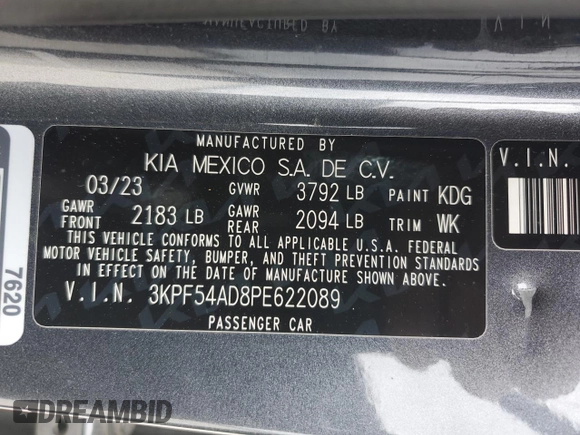 MANUFACTURED BY
KIA MEXICO S.A. DE C.V.
03/23 GVWR 3792 LB PAINT KDG
GAWR FRONT 2183 LB GAWR REAR 2094 LB TRIM WK
THIS VEHICLE CONFORMS TO ALL APPLICABLE U.S.A. FEDERAL
MOTOR VEHICLE SAFETY, BUMPER, AND THEFT PREVENTION STANDARDS
IN EFFECT ON THE DATE OF MANUFACTURE SHOWN ABOVE.
V.I.N. 3KPF54AD8PE622089
PASSENGER CAR
V.I.N.
7620
DREAMBID